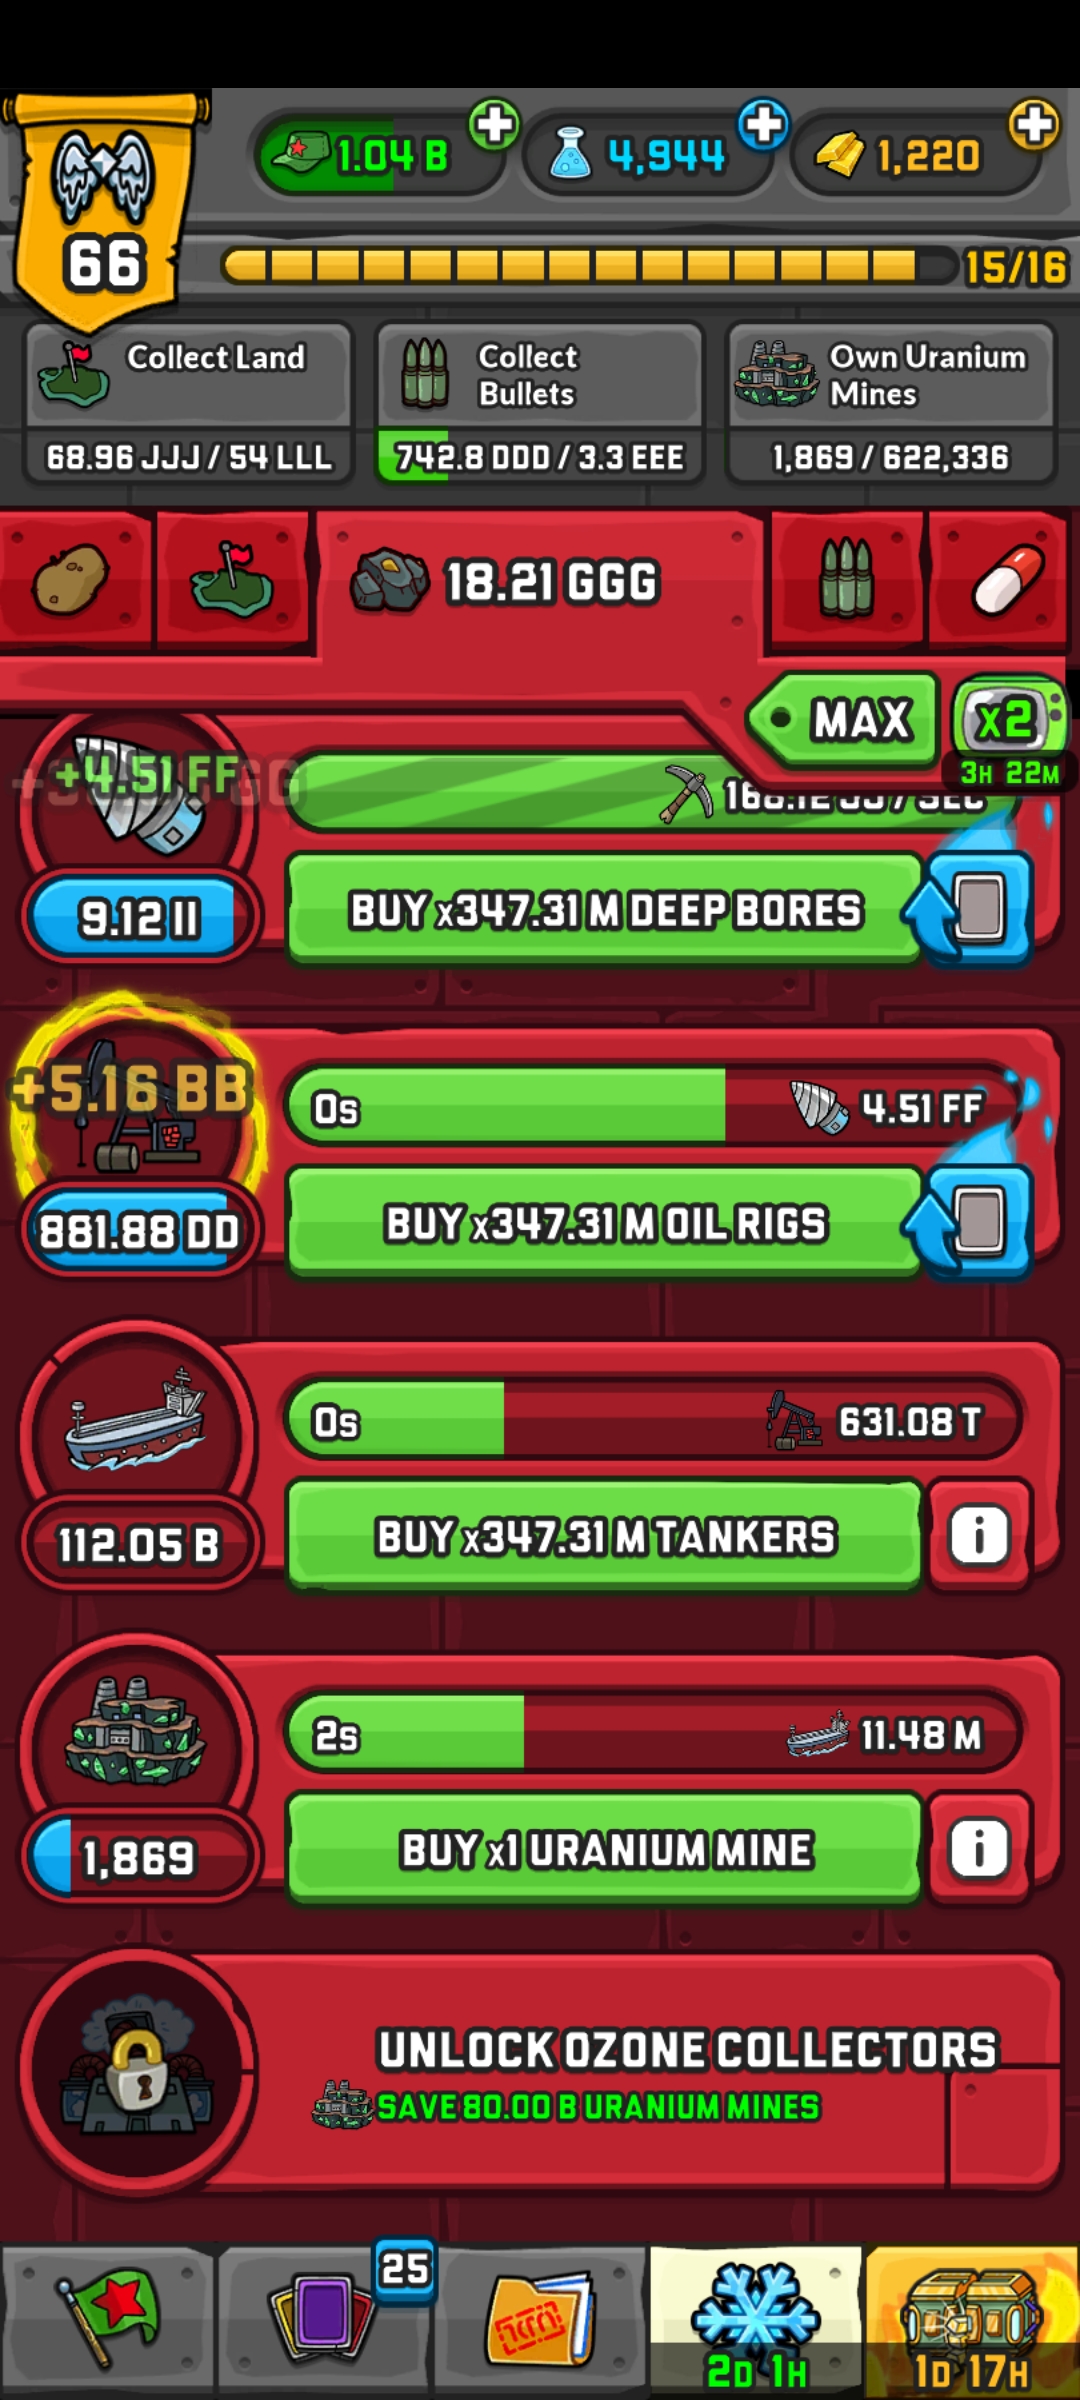 1.04 B
4,944
1,220
66
15/16
Collect Land
68.96 JJJ / 54 LLL
Collect
Bullets
742.8 DDD / 3.3 EEE
Own Uranium
Mines
1,869 / 622,336
18.21 GGG
MAX
x2
3H 22M
+4.51 FF
9.12 II
BUY x347.31 M DEEP BORES
+5.16 BB
0s
4.51 FF
881.88 DD
BUY x347.31 M OIL RIGS
0s
631.08 T
112.05 B
BUY x347.31 M TANKERS
i
2s
11.48 M
1,869
BUY x1 URANIUM MINE
i
UNLOCK OZONE COLLECTORS
SAVE 80.00 B URANIUM MINES
25
2D 1H
1D 17H